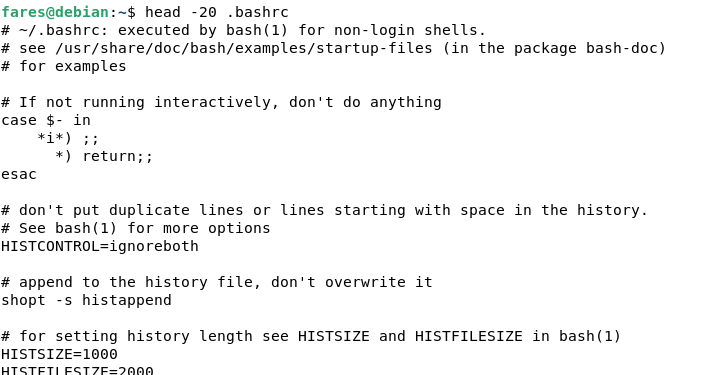 fares@debian:~$ head -20 .bashrc
# ~/.bashrc: executed by bash(1) for non-login shells.
# see /usr/share/doc/bash/examples/startup-files (in the package bash-doc)
# for examples

# If not running interactively, don't do anything
case $- in
    *i*) ;;
      *) return;;
esac

# don't put duplicate lines or lines starting with space in the history.
# See bash(1) for more options
HISTCONTROL=ignoreboth

# append to the history file, don't overwrite it
shopt -s histappend

# for setting history length see HISTSIZE and HISTFILESIZE in bash(1)
HISTSIZE=1000
HISTFILESIZE=2000